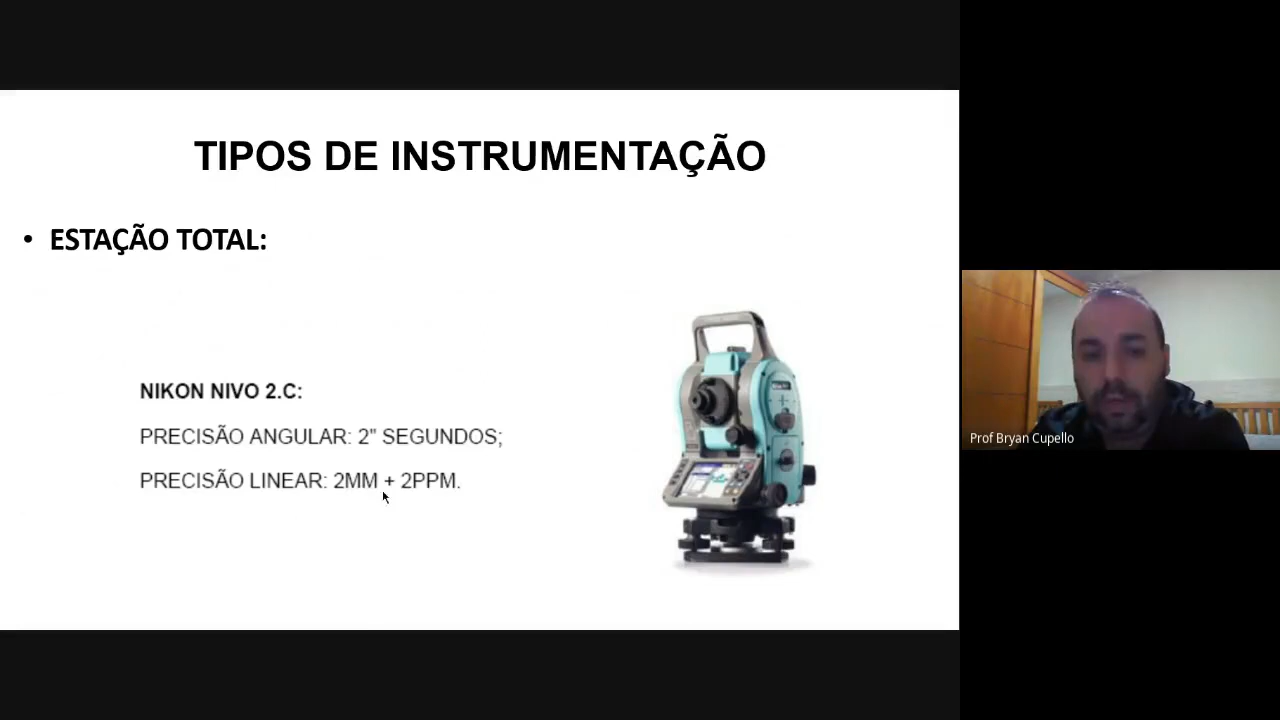 TIPOS DE INSTRUMENTAÇÃO
• ESTAÇÃO TOTAL:
NIKON NIVO 2.C:
PRECISÃO ANGULAR: 2" SEGUNDOS;
PRECISÃO LINEAR: 2MM + 2PPM.
Prof Bryan Cupello